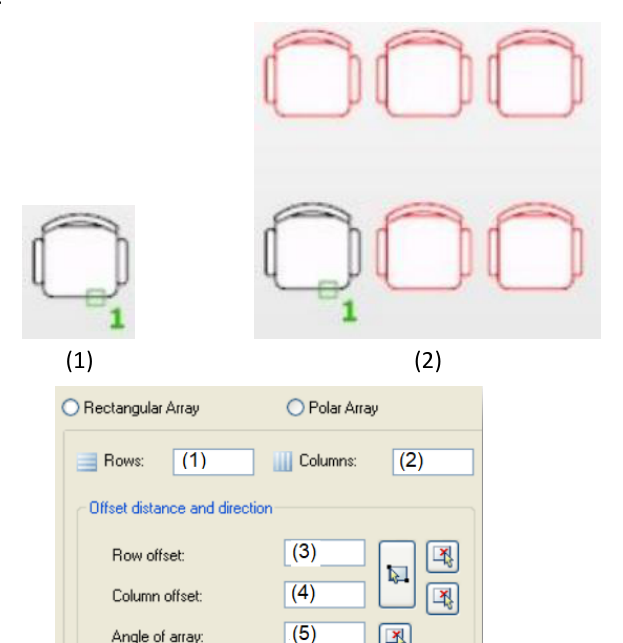 1
1
(1)
(2)
Rectangular Array
Polar Array
Rows: (1)
Columns: (2)
Offset distance and direction
Row offset: (3)
Column offset: (4)
Angle of array: (5)